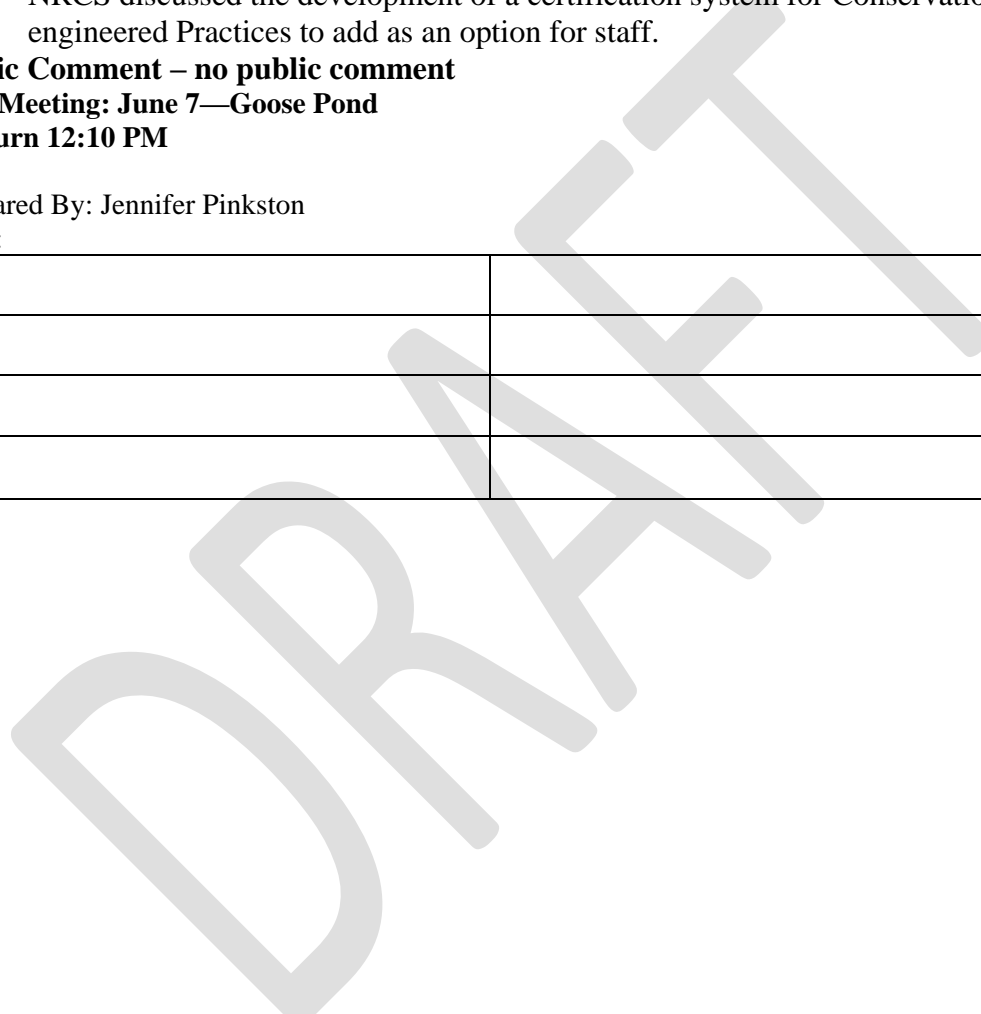 NRCS discussed the development of a certification system for Conservatio
engineered Practices to add as an option for staff.
ic Comment – no public comment
Meeting: June 7—Goose Pond
urn 12:10 PM
ared By: Jennifer Pinkston
:
DRAFT